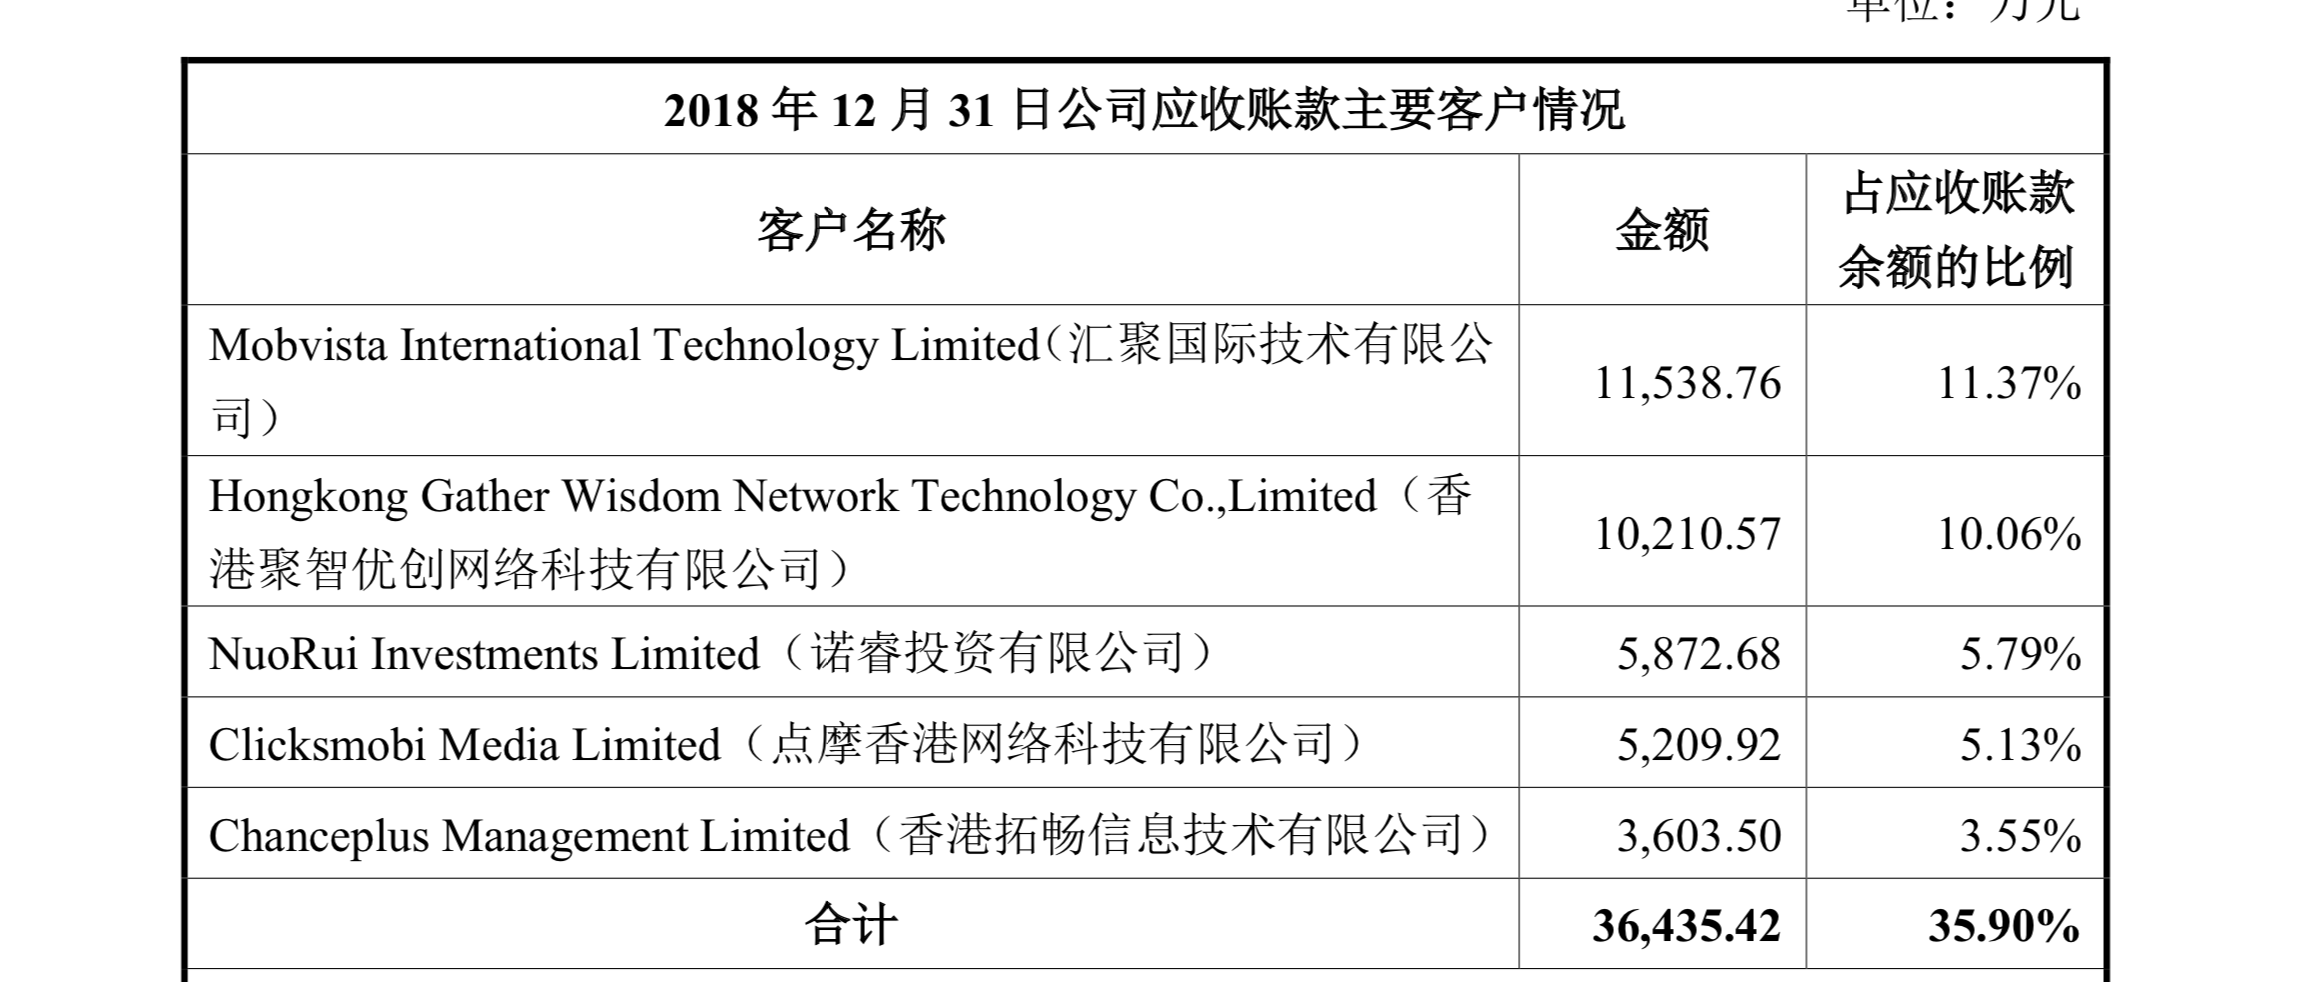 单位：万元
2018 年 12 月 31 日公司应收账款主要客户情况
客户名称
金额
占应收账款
余额的比例
Mobvista International Technology Limited（汇聚国际技术有限公
司）
11,538.76
11.37%
Hongkong Gather Wisdom Network Technology Co.,Limited（香
港聚智优创网络科技有限公司）
10,210.57
10.06%
NuoRui Investments Limited（诺睿投资有限公司）
5,872.68
5.79%
Clicksmobi Media Limited（点摩香港网络科技有限公司）
5,209.92
5.13%
Chanceplus Management Limited（香港拓畅信息技术有限公司）
3,603.50
3.55%
合计
36,435.42
35.90%